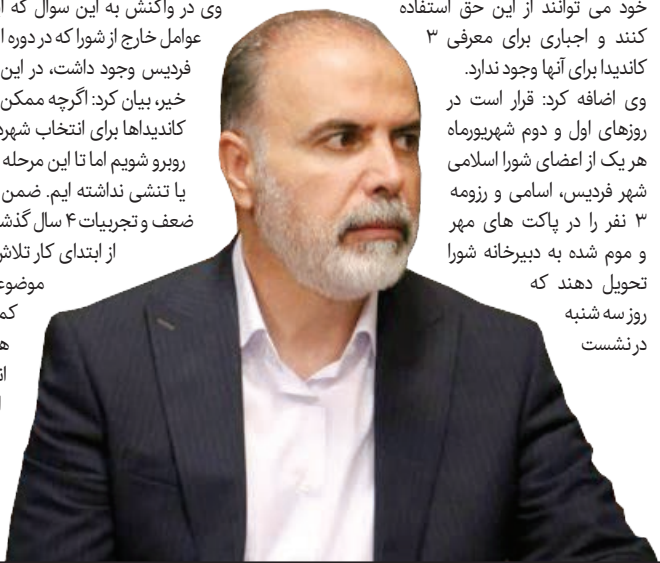 خود می توانند از این حق استفاده
کنند و اجباری برای معرفی ۳
کاندیدا برای آنها وجود ندارد.
وی اضافه کرد: قرار است در
روزهای اول و دوم شهریورماه
هر یک از اعضای شورا اسلامی
شهر فردیس، اسامی و رزومه
۳ نفر را در پاکت های مهر
و موم شده به دبیرخانه شورا
تحویل دهند که
روز سه شنبه
در نشست
وی در واکنش به این سوال که
عوامل خارج از شورا که در دوره
فردیس وجود داشت، در این
خیر، بیان کرد: اگرچه ممکن
کاندیداها برای انتخاب
روبرو شویم اما تا این مرحله
یا تنشی نداشته ایم. ضمن
ضعف و تجربیات ۴ سال
از ابتدای کار